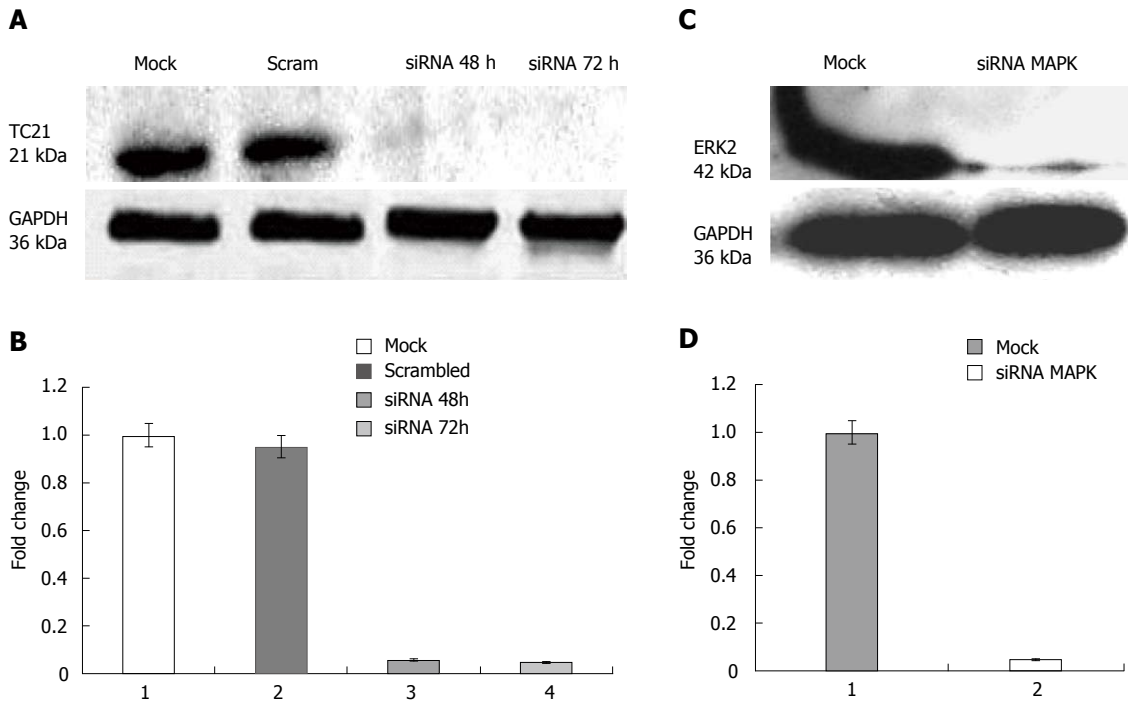 A
Mock Scram siRNA 48 h siRNA 72 h
TC21
21 kDa
GAPDH
36 kDa
C
Mock siRNA MAPK
ERK2
42 kDa
GAPDH
36 kDa
B
Mock
Scrambled
siRNA 48h
siRNA 72h
Fold change
1.2
1.0
0.8
0.6
0.4
0.2
0
1 2 3 4
D
Mock
siRNA MAPK
Fold change
1.2
1.0
0.8
0.6
0.4
0.2
0
1 2